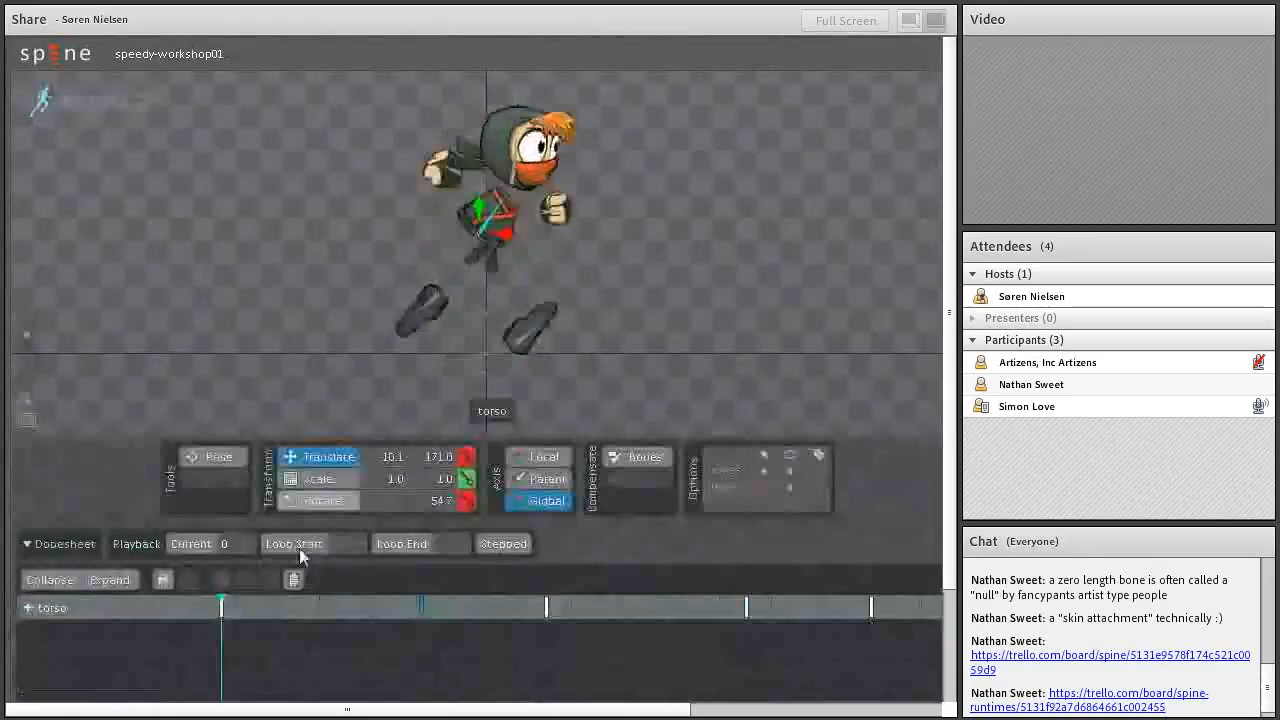 Share - Søren Nielsen
Full Screen
Video
spine speedy-workshop01
Attendees (4)
Hosts (1)
Søren Nielsen
Presenters (0)
Participants (3)
Artizens, Inc Artizens
Nathan Sweet
Simon Love
torso
Tools
Pose
Transform
Translate 10.1 171.0
Scale 1.0 1.0
Rotate 54.7
Axis
Local
Parent
Global
Compensate
Bones
Options
Dopesheet Playback Current 0 Loop Start Loop End Stepped
Collapse Expand
torso
Chat (Everyone)
Nathan Sweet: a zero length bone is often called a
"null" by fancypants artist type people
Nathan Sweet: a "skin attachment" technically :)
Nathan Sweet:
https://trello.com/board/spine/5131e9578f174c521c00
59d9
Nathan Sweet: https://trello.com/board/spine-
runtimes/5131f92a7d6864661c002455